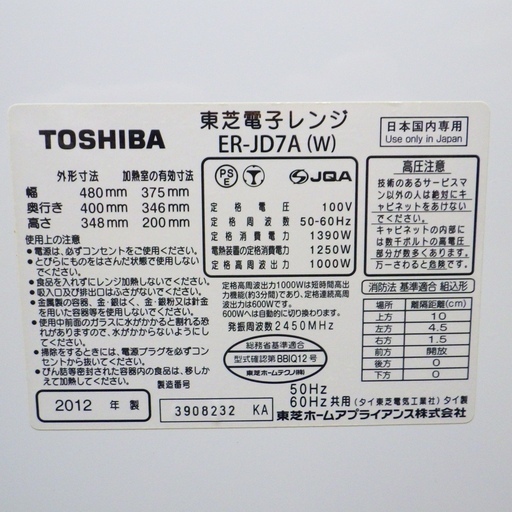 TOSHIBA
東芝電子レンジ
ER-JD7A (W)
日本国内専用
Use only in Japan
外形寸法 加熱室の有効寸法
幅 480mm 375mm
奥行き 400mm 346mm
高さ 348mm 200mm
使用上の注意
●電源は、必ずコンセントをご使用ください。
●とびらにものをはさんだ状態で使用しないでください。
●食品を入れずにレンジ加熱しないでください。
●吸入口及び排出口はふさがないでください。
●金属製の容器、金・銀はく、金・銀粉又は針金を用いた容器等を使用しないでください。
●使用中前面のガラスに水がかかると割れる恐れがありますので、水がかからないようにしてください。
●掃除をするときには、電源プラグを必ずコンセントから抜いてください。
●びん詰等密封された容器内の食品は、移しかえて加熱してください。
PS
E
JQA
定格電圧 100V
定格周波数 50-60Hz
定格消費電力 1390W
電熱装置の定格消費電力 1250W
定格高周波出力 1000W
定格高周波出力1000Wは短時間高出
力機能(約3分間)であり、調理中自
動的に切り替わります。
定格連続高周波出力は600Wです。
600Wへは自動的に切り換わります。
発振周波数2450MHz
総務省基準適合
型式確認第BBIQ12号
東芝ホームテクノ(株)
高圧注意
技術のあるサービスマ
ン以外の人は絶対にキ
ャビネットをあけない
でください。
キャビネットの内部に
は数千ボルトの高電圧
部分が数多くあります。
万一さわると危険です。
消防法 基準適合 組込形
場所 離隔距離(cm)
上方 10
左方 4.5
右方 1.5
前方 開放
後方 0
下方 0
製造番号
2012 年製
3908232 KA
50Hz
60Hz共用 (タイ東芝電気工業社)タイ製
東芝ホームアプライアンス株式会社